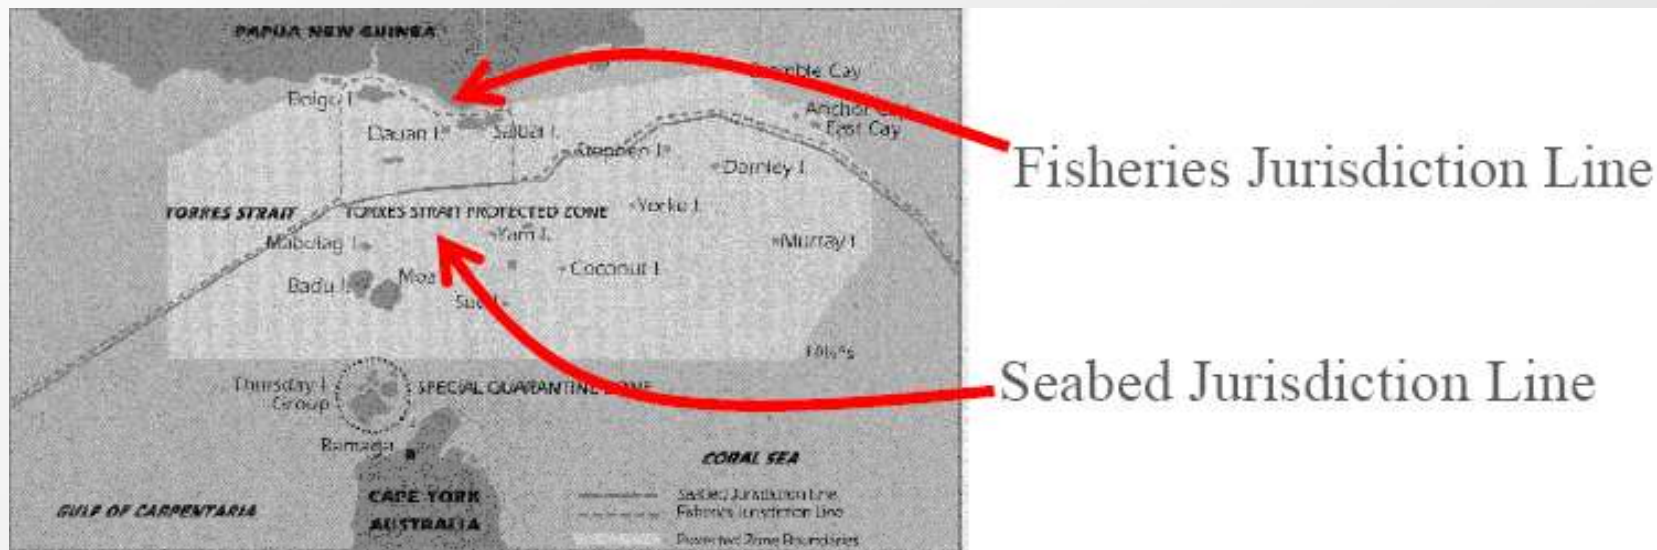 PAPUA NEW GUINEA
Boigu I.
Dauan I.
Saibai I.
Stephen I.
Anchor Cay
East Cay
Darnley I.
Fisheries Jurisdiction Line
TORRES STRAIT
TORRES STRAIT PROTECTED ZONE
Yorke I.
Mabuiag I.
Yam I.
Murray I.
Badu I.
Moa
Coconut I.
Sue I.
Thursday I.
Group
SPECIAL QUARANTINE ZONE
Seabed Jurisdiction Line
Bamaga
CORAL SEA
GULF OF CARPENTARIA
CAPE YORK
AUSTRALIA
Seabed Jurisdiction Line
Fisheries Jurisdiction Line
Protected Zone Boundaries